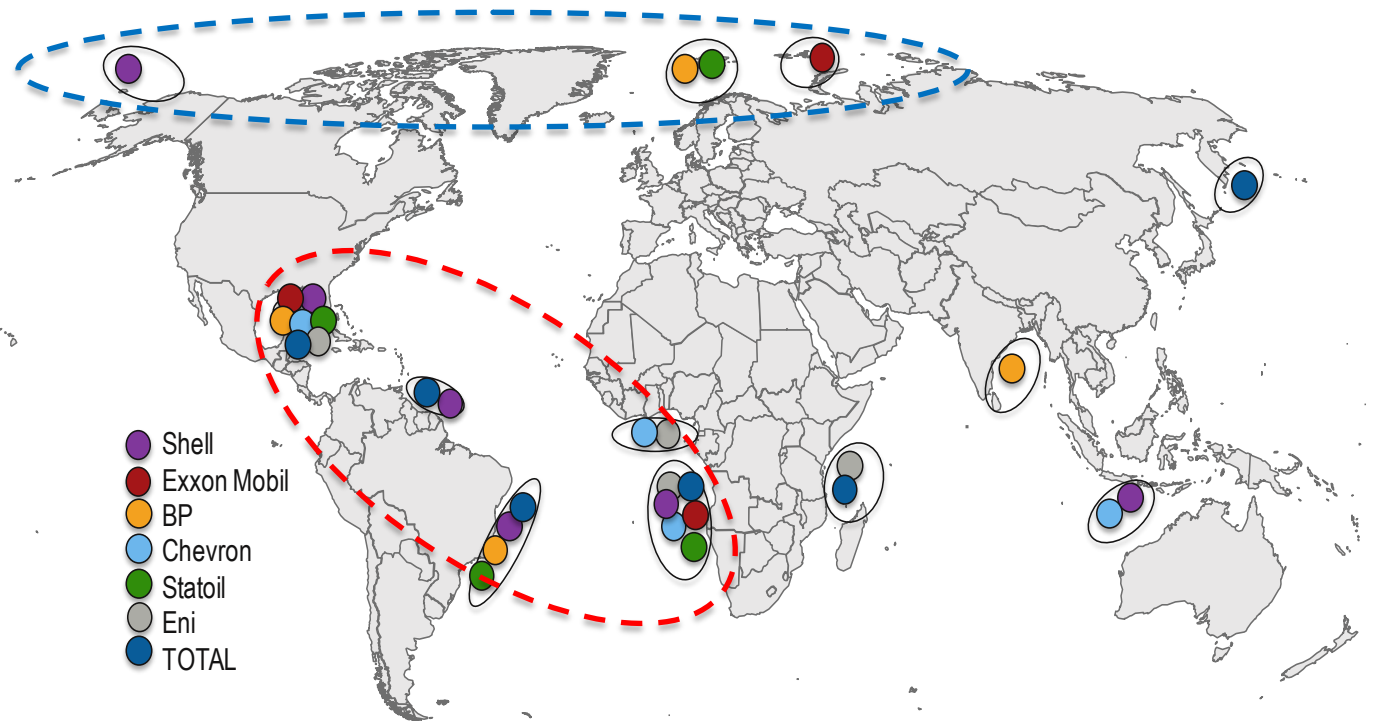 Shell
Exxon Mobil
BP
Chevron
Statoil
Eni
TOTAL